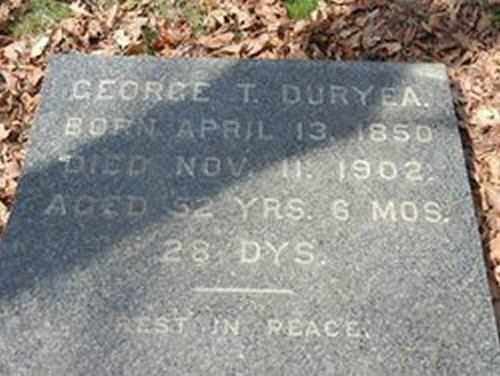 GEORGE T. DURYEA.
BORN APRIL 13, 1850
DIED NOV. 11, 1902.
AGED 52 YRS. 6 MOS.
28 DYS.
REST IN PEACE.